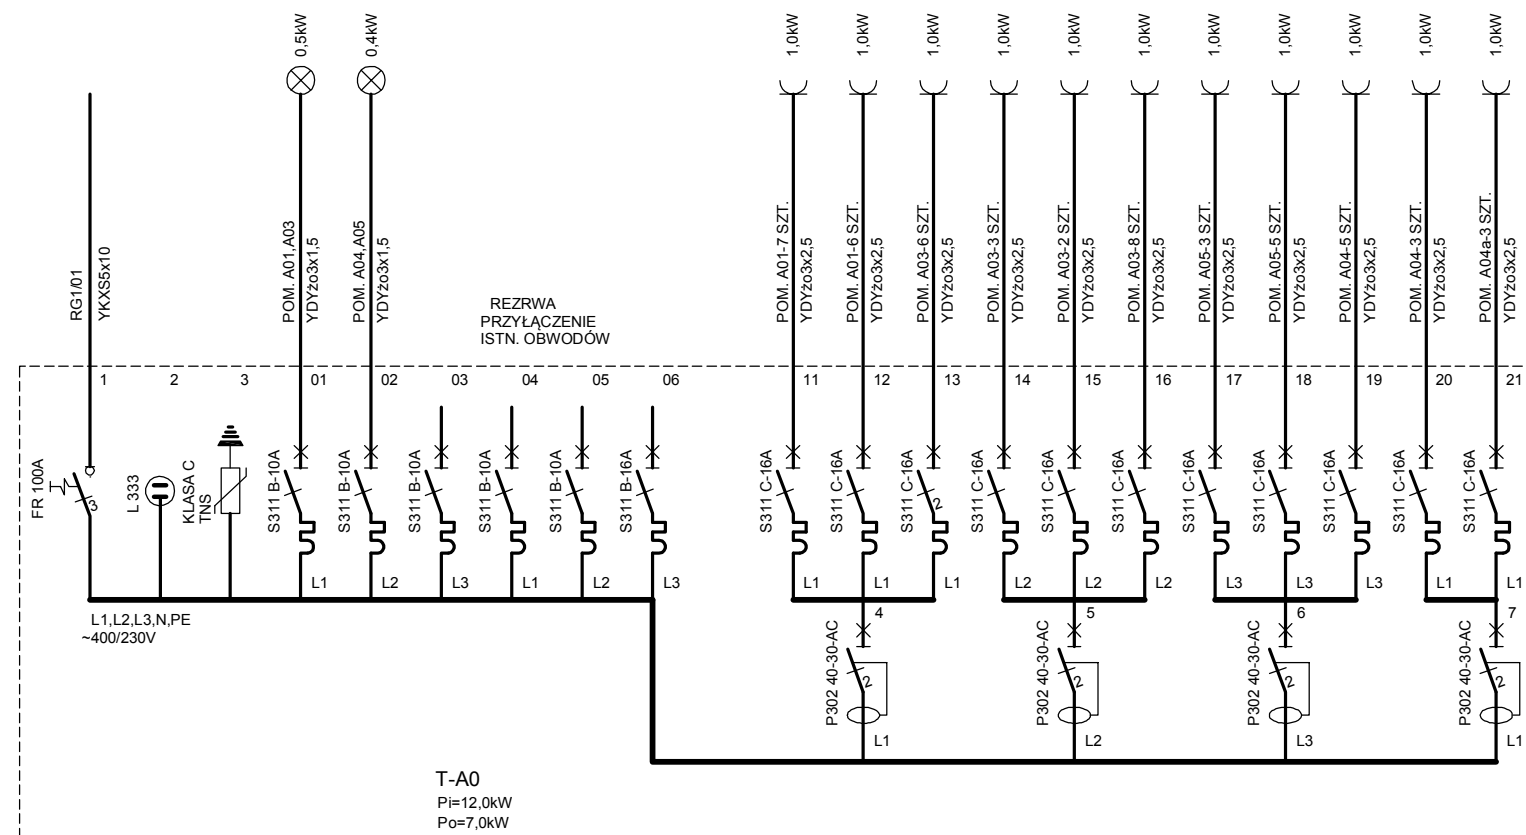 0,5kW
0,4kW
1,0kW
1,0kW
1,0kW
1,0kW
1,0kW
1,0kW
1,0kW
1,0kW
1,0kW
1,0kW
1,0kW
RG1/01
YKXS5x10
POM. A01,A03
YDYżo3x1,5
POM. A04,A05
YDYżo3x1,5
REZRWA
PRZYŁĄCZENIE
ISTN. OBWODÓW
POM. A01-7 SZT.
YDYżo3x2,5
POM. A01-6 SZT.
YDYżo3x2,5
POM. A03-6 SZT.
YDYżo3x2,5
POM. A03-3 SZT.
YDYżo3x2,5
POM. A03-2 SZT.
YDYżo3x2,5
POM. A03-8 SZT.
YDYżo3x2,5
POM. A05-3 SZT.
YDYżo3x2,5
POM. A05-5 SZT.
YDYżo3x2,5
POM. A04-5 SZT.
YDYżo3x2,5
POM. A04-3 SZT.
YDYżo3x2,5
POM. A04a-3 SZT.
YDYżo3x2,5
1
2
3
01
02
03
04
05
06
11
12
13
14
15
16
17
18
19
20
21
FR 100A
3
L 333
KLASA C
TNS
S311 B-10A
S311 B-10A
S311 B-10A
S311 B-10A
S311 B-10A
S311 B-16A
S311 C-16A
S311 C-16A
S311 C-16A
2
S311 C-16A
S311 C-16A
S311 C-16A
S311 C-16A
S311 C-16A
S311 C-16A
S311 C-16A
S311 C-16A
L1
L2
L3
L1
L2
L3
L1
L1
L1
L2
L2
L2
L3
L3
L3
L1
L1
L1,L2,L3,N,PE
~400/230V
4
5
6
7
P302 40-30-AC
2
P302 40-30-AC
2
P302 40-30-AC
2
P302 40-30-AC
2
L1
L2
L3
L1
T-A0
Pi=12,0kW
Po=7,0kW